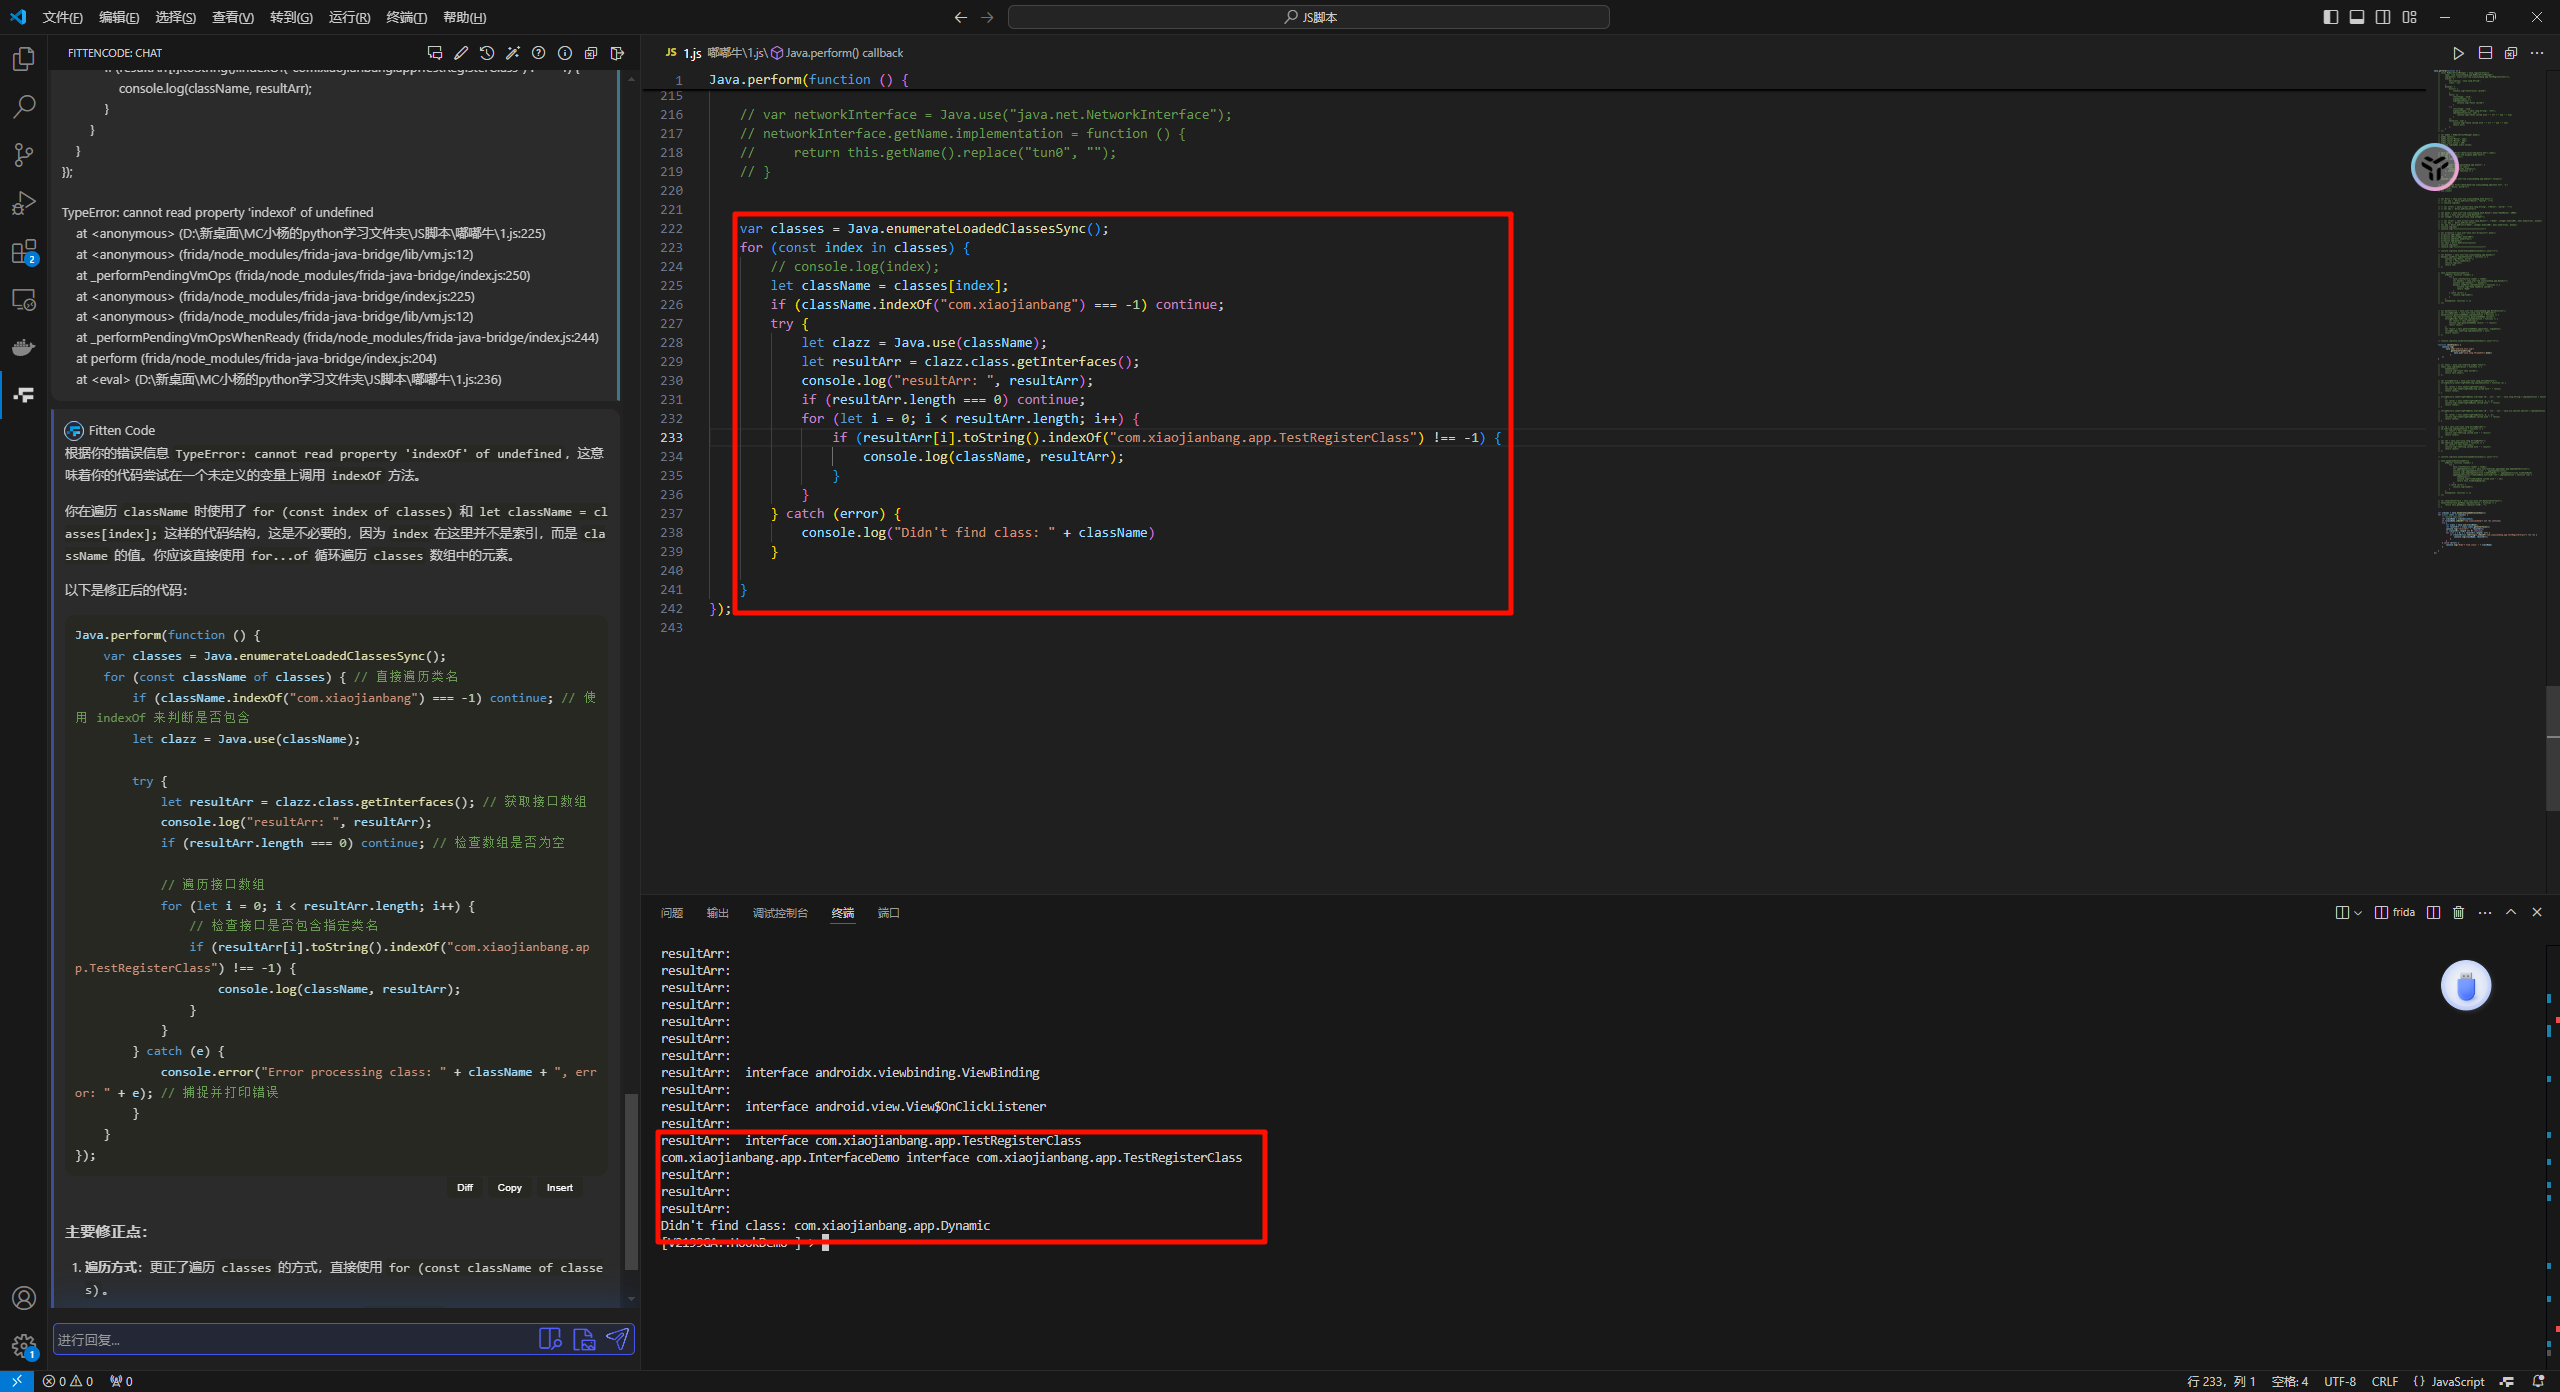 文件(F) 编辑(E) 选择(S) 查看(V) 转到(G) 运行(R) 终端(T) 帮助(H)
JS脚本
FITTENCODE: CHAT
console.log(className, resultArr);
}
}
}
});
TypeError: cannot read property 'indexof' of undefined
at <anonymous> (D:\新桌面\MC小杨的python学习文件夹\JS脚本\嘟嘟牛\1.js:225)
at <anonymous> (frida/node_modules/frida-java-bridge/lib/vm.js:12)
at _performPendingVmOps (frida/node_modules/frida-java-bridge/index.js:250)
at <anonymous> (frida/node_modules/frida-java-bridge/index.js:225)
at <anonymous> (frida/node_modules/frida-java-bridge/lib/vm.js:12)
at _performPendingVmOpsWhenReady (frida/node_modules/frida-java-bridge/index.js:244)
at perform (frida/node_modules/frida-java-bridge/index.js:204)
at <eval> (D:\新桌面\MC小杨的python学习文件夹\JS脚本\嘟嘟牛\1.js:236)
Fitten Code
根据你的错误信息 TypeError: cannot read property 'indexOf' of undefined，这意
味着你的代码尝试在一个未定义的变量上调用 indexOf 方法。
你在遍历 className 时使用了 for (const index of classes) 和 let className = cl
asses[index]; 这样的代码结构，这是不必要的，因为 index 在这里并不是索引，而是 cla
ssName 的值。你应该直接使用 for...of 循环遍历 classes 数组中的元素。
以下是修正后的代码：
Java.perform(function () {
var classes = Java.enumerateLoadedClassesSync();
for (const className of classes) { // 直接遍历类名
if (className.indexOf("com.xiaojianbang") === -1) continue; // 使
用 indexOf 来判断是否包含
let clazz = Java.use(className);
try {
let resultArr = clazz.class.getInterfaces(); // 获取接口数组
console.log("resultArr: ", resultArr);
if (resultArr.length === 0) continue; // 检查数组是否为空
// 遍历接口数组
for (let i = 0; i < resultArr.length; i++) {
// 检查接口是否包含指定类名
if (resultArr[i].toString().indexOf("com.xiaojianbang.ap
p.TestRegisterClass") !== -1) {
console.log(className, resultArr);
}
}
} catch (e) {
console.error("Error processing class: " + className + ", err
or: " + e); // 捕捉并打印错误
}
}
});
Diff Copy Insert
主要修正点：
1. 遍历方式：更正了遍历 classes 的方式，直接使用 for (const className of classe
s)。
进行回复...
JS 1.js 嘟嘟牛\1.js\ Java.perform() callback
1 Java.perform(function () {
215
216 // var networkInterface = Java.use("java.net.NetworkInterface");
217 // networkInterface.getName.implementation = function () {
218 //     return this.getName().replace("tun0", "");
219 // }
220
221
222 var classes = Java.enumerateLoadedClassesSync();
223 for (const index in classes) {
224 // console.log(index);
225 let className = classes[index];
226 if (className.indexOf("com.xiaojianbang") === -1) continue;
227 try {
228 let clazz = Java.use(className);
229 let resultArr = clazz.class.getInterfaces();
230 console.log("resultArr: ", resultArr);
231 if (resultArr.length === 0) continue;
232 for (let i = 0; i < resultArr.length; i++) {
233 if (resultArr[i].toString().indexOf("com.xiaojianbang.app.TestRegisterClass") !== -1) {
234 console.log(className, resultArr);
235 }
236 }
237 } catch (error) {
238 console.log("Didn't find class: " + className)
239 }
240
241 }
242 });
243
问题 输出 调试控制台 终端 端口
frida
resultArr:
resultArr:
resultArr:
resultArr:
resultArr:
resultArr:
resultArr:
resultArr:  interface androidx.viewbinding.ViewBinding
resultArr:
resultArr:  interface android.view.View$OnClickListener
resultArr:
resultArr:  interface com.xiaojianbang.app.TestRegisterClass
com.xiaojianbang.app.InterfaceDemo interface com.xiaojianbang.app.TestRegisterClass
resultArr:
resultArr:
resultArr:
Didn't find class: com.xiaojianbang.app.Dynamic
2
1
0 0 0
行 233，列 1 空格: 4 UTF-8 CRLF {} JavaScript